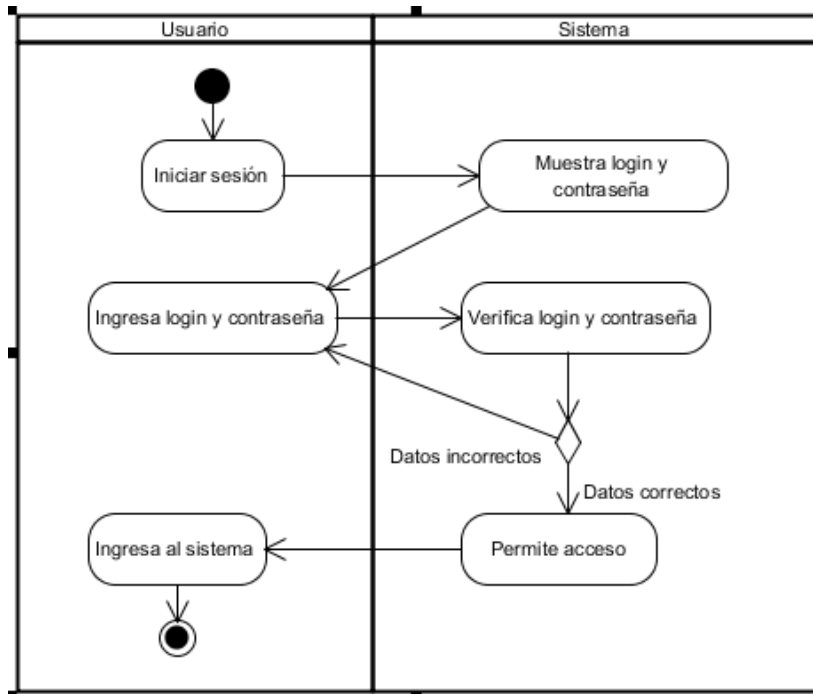 Usuario
Sistema
Iniciar sesión
Muestra login y
contraseña
Ingresa login y contraseña
Verifica login y contraseña
Datos incorrectos
Datos correctos
Ingresa al sistema
Permite acceso